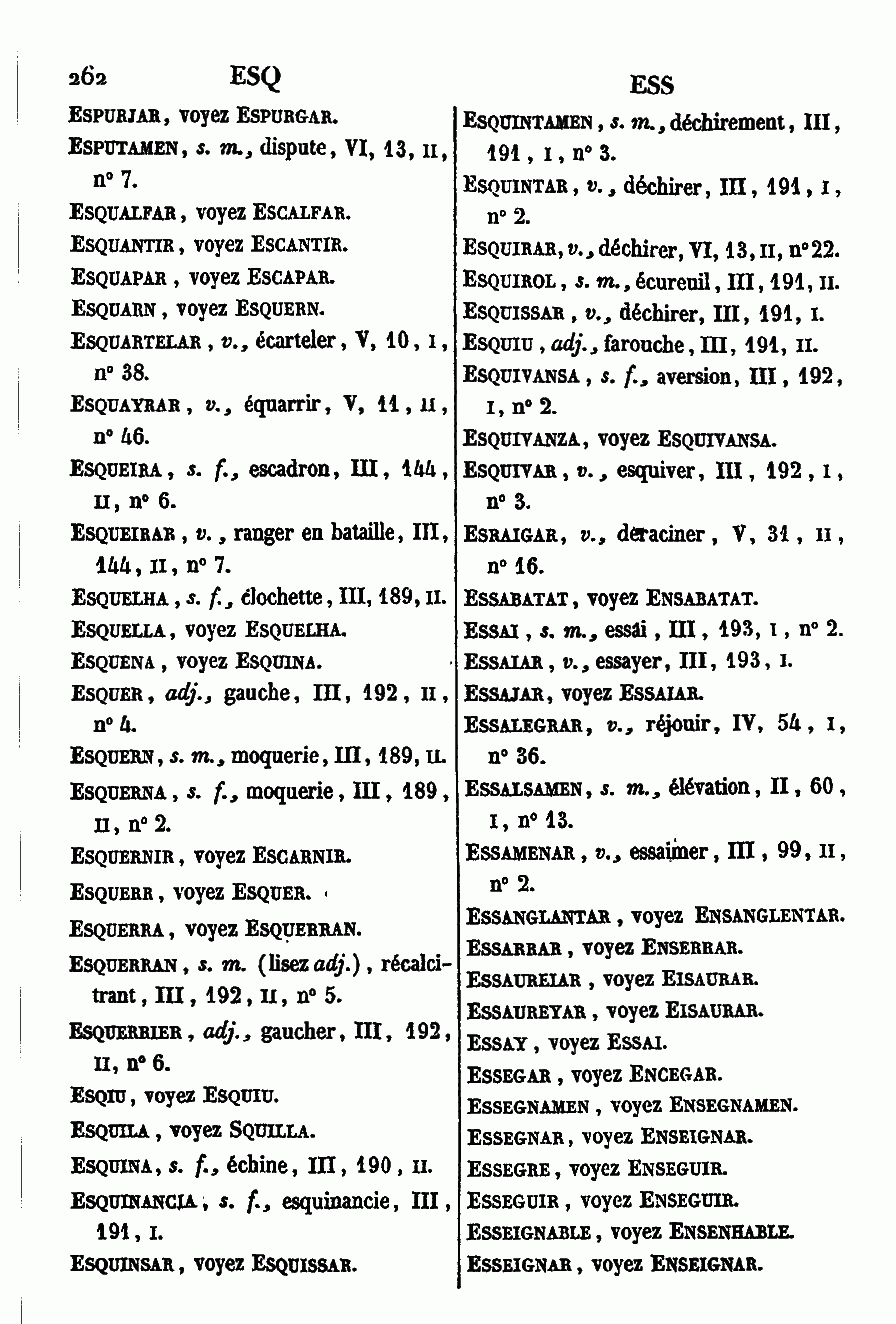 262 ESQ
ESPURJAR, voyez ESPURGAR.
ESPUTAMEN, s. m., dispute, VI, 13, II,
n° 7.
ESQUALFAR, voyez ESCALFAR.
ESQUANTIR, voyez ESCANTIR.
ESQUAPAR, voyez ESCAPAR.
ESQUARN, voyez ESQUERN.
ESQUARTELAR, v., écarteler, V, 10, I,
n° 38.
ESQUAYRAR, v., équarrir, V, 11, II,
n° 46.
ESQUEIRA, s. f., escadron, III, 144,
II, n° 6.
ESQUEIRAR, v., ranger en bataille, III,
144, II, n° 7.
ESQUELHA, s. f., clochette, III, 189, II.
ESQUELLA, voyez ESQUELHA.
ESQUENA, voyez ESQUINA.
ESQUER, adj., gauche, III, 192, II,
n° 4.
ESQUERN, s. m., moquerie, III, 189, II.
ESQUERNA, s. f., moquerie, III, 189,
II, n° 2.
ESQUERNIR, voyez ESCARNIR.
ESQUERR, voyez ESQUER.
ESQUERRA, voyez ESQUERRAN.
ESQUERRAN, s. m. (lisez adj.), récalci-
trant, III, 192, II, n° 5.
ESQUERRIER, adj., gaucher, III, 192,
II, n° 6.
ESQIU, voyez ESQUIU.
ESQUILA, voyez SQUILLA.
ESQUINA, s. f., échine, III, 190, II.
ESQUINANCIA, s. f., esquinancie, III,
191, I.
ESQUINSAR, voyez ESQUISSAR.
ESS
ESQUINTAMEN, s. m., déchirement, III,
191, I, n° 3.
ESQUINTAR, v., déchirer, III, 191, I,
n° 2.
ESQUIRAR, v., déchirer, VI, 13, II, n° 22.
ESQUIROL, s. m., écureuil, III, 191, II.
ESQUISSAR, v., déchirer, III, 191, I.
ESQUIU, adj., farouche, III, 191, II.
ESQUIVANSA, s. f., aversion, III, 192,
I, n° 2.
ESQUIVANZA, voyez ESQUIVANSA.
ESQUIVAR, v., esquiver, III, 192, I,
n° 3.
ESRAIGAR, v., déraciner, V, 31, II,
n° 16.
ESSABATAT, voyez ENSABATAT.
ESSAI, s. m., essai, III, 193, I, n° 2.
ESSAIAR, v., essayer, III, 193, I.
ESSAJAR, voyez ESSAIAR.
ESSALEGRAR, v., réjouir, IV, 54, I,
n° 36.
ESSALSAMEN, s. m., élévation, II, 60,
I, n° 13.
ESSAMENAR, v., essaimer, III, 99, II,
n° 2.
ESSANGLANTAR, voyez ENSANGLENTAR.
ESSARRAR, voyez ENSERRAR.
ESSAUREIAR, voyez EISAURAR.
ESSAUREYAR, voyez EISAURAR.
ESSAY, voyez ESSAI.
ESSEGAR, voyez ENCEGAR.
ESSEGNAMEN, voyez ENSEGNAMEN.
ESSEGNAR, voyez ENSEIGNAR.
ESSEGRE, voyez ENSEGUIR.
ESSEGUIR, voyez ENSEGUIR.
ESSEIGNABLE, voyez ENSENHABLE.
ESSEIGNAR, voyez ENSEIGNAR.